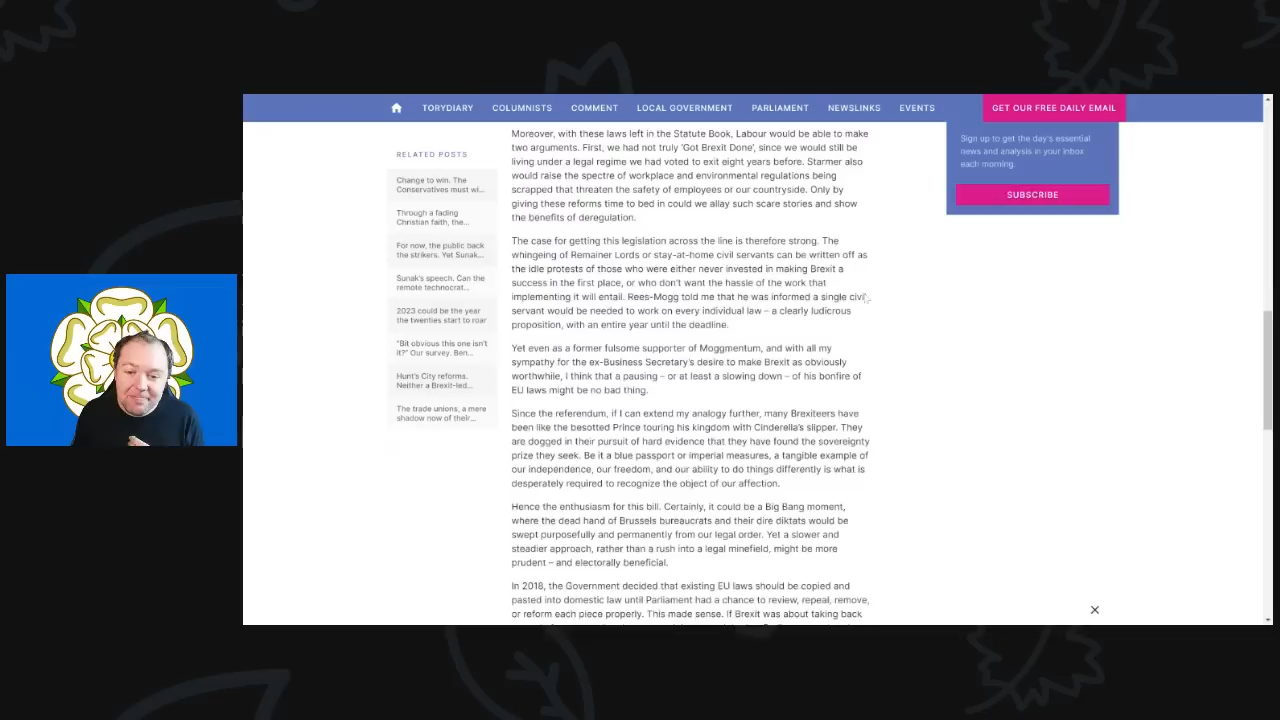 TORYDIARY COLUMNISTS COMMENT LOCAL GOVERNMENT PARLIAMENT NEWSLINKS EVENTS GET OUR FREE DAILY EMAIL
RELATED POSTS
Change to win. The
Conservatives must wi...
Through a fading
Christian faith, the...
For now, the public back
the strikers. Yet Sunak...
Sunak's speech. Can the
remote technocrat...
2023 could be the year
the twenties start to roar
"Bit obvious this one isn't
it?" Our survey. Ben...
Hunt's City reforms.
Neither a Brexit-led...
The trade unions, a mere
shadow now of their...
Moreover, with these laws left in the Statute Book, Labour would be able to make
two arguments. First, we had not truly 'Got Brexit Done', since we would still be
living under a legal regime we had voted to exit eight years before. Starmer also
would raise the spectre of workplace and environmental regulations being
scrapped that threaten the safety of employees or our countryside. Only by
giving these reforms time to bed in could we allay such scare stories and show
the benefits of deregulation.
The case for getting this legislation across the line is therefore strong. The
whingeing of Remainer Lords or stay-at-home civil servants can be written off as
the idle protests of those who were either never invested in making Brexit a
success in the first place, or who don't want the hassle of the work that
implementing it will entail. Rees-Mogg told me that he was informed a single civil
servant would be needed to work on every individual law – a clearly ludicrous
proposition, with an entire year until the deadline.
Yet even as a former fulsome supporter of Moggmentum, and with all my
sympathy for the ex-Business Secretary's desire to make Brexit as obviously
worthwhile, I think that a pausing – or at least a slowing down – of his bonfire of
EU laws might be no bad thing.
Since the referendum, if I can extend my analogy further, many Brexiteers have
been like the besotted Prince touring his kingdom with Cinderella's slipper. They
are dogged in their pursuit of hard evidence that they have found the sovereignty
prize they seek. Be it a blue passport or imperial measures, a tangible example of
our independence, our freedom, and our ability to do things differently is what is
desperately required to recognize the object of our affection.
Hence the enthusiasm for this bill. Certainly, it could be a Big Bang moment,
where the dead hand of Brussels bureaucrats and their dire diktats would be
swept purposefully and permanently from our legal order. Yet a slower and
steadier approach, rather than a rush into a legal minefield, might be more
prudent – and electorally beneficial.
In 2018, the Government decided that existing EU laws should be copied and
pasted into domestic law until Parliament had a chance to review, repeal, remove,
or reform each piece properly. This made sense. If Brexit was about taking back
Sign up to get the day's essential
news and analysis in your inbox
each morning.
SUBSCRIBE